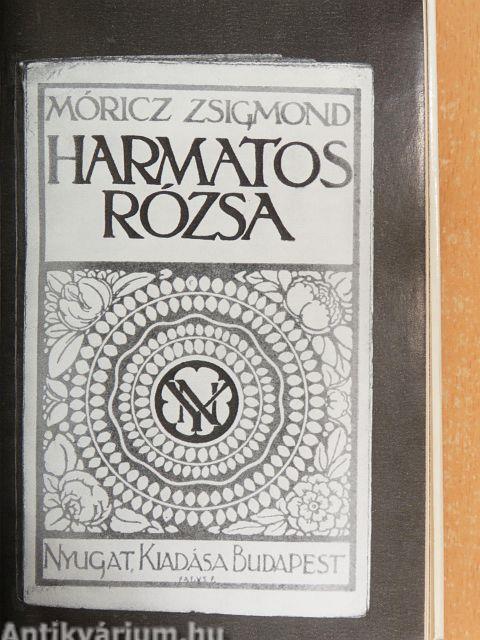 MÓRICZ ZSIGMOND
HARMATOS
RÓZSA
NY
NYUGAT, KIADÁSA BUDAPEST
Antikvárium.hu